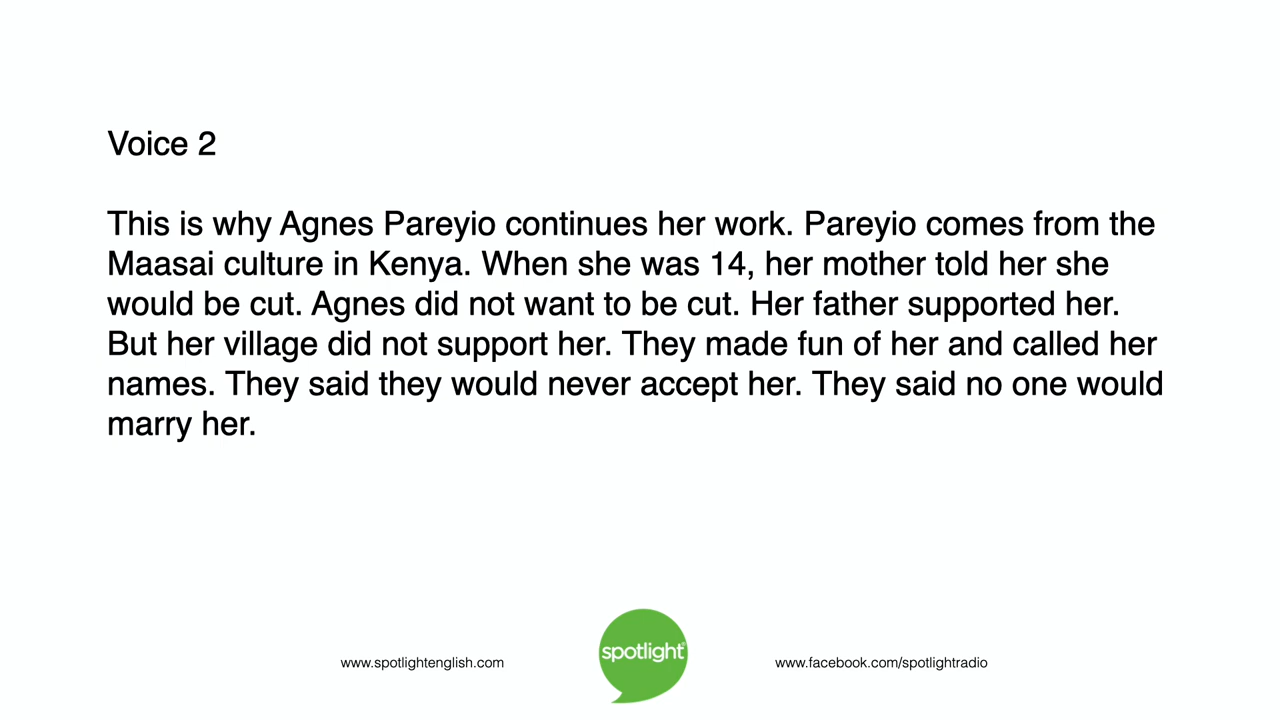 Voice 2
This is why Agnes Pareyio continues her work. Pareyio comes from the
Maasai culture in Kenya. When she was 14, her mother told her she
would be cut. Agnes did not want to be cut. Her father supported her.
But her village did not support her. They made fun of her and called her
names. They said they would never accept her. They said no one would
marry her.
www.spotlightenglish.com
spotlight®
www.facebook.com/spotlightradio